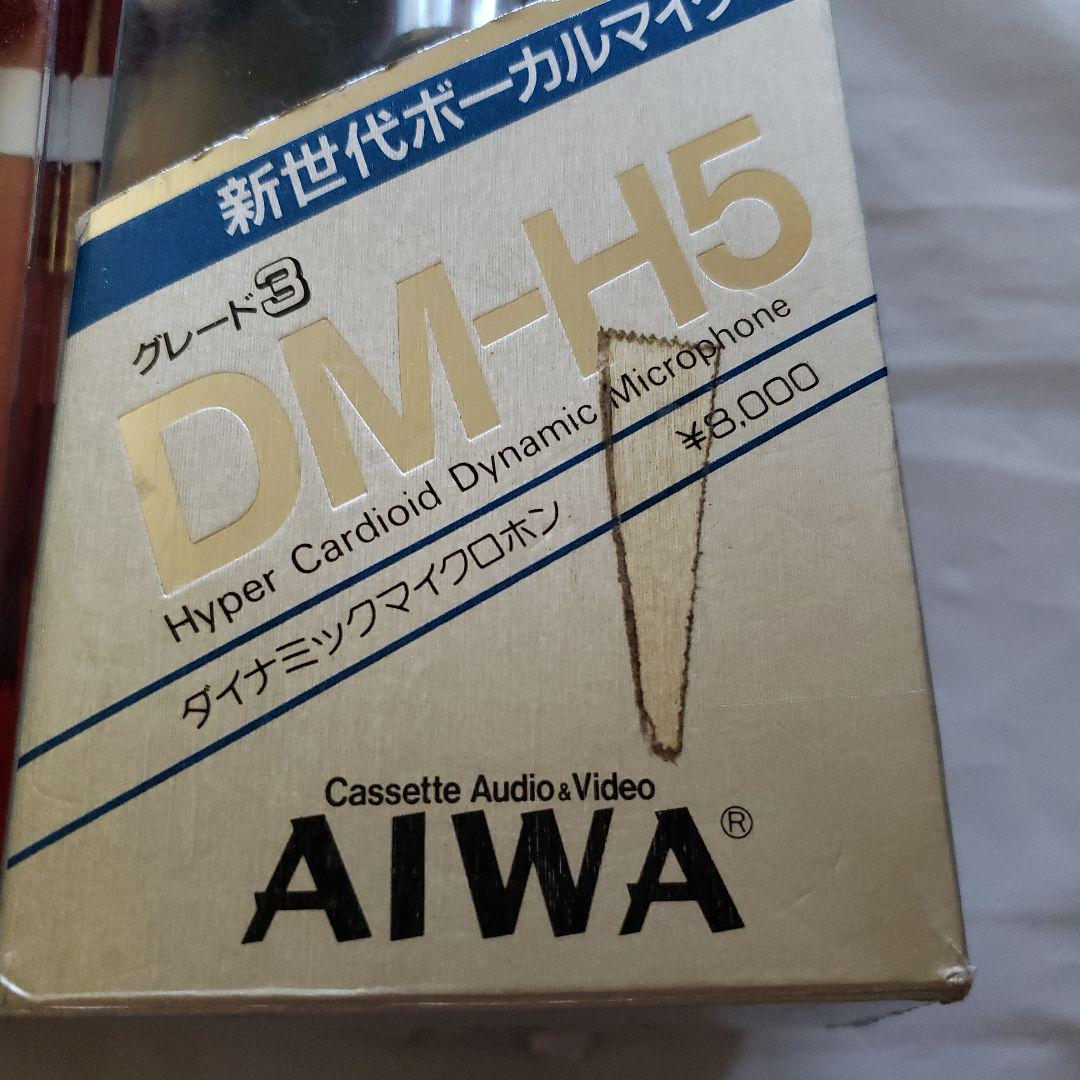 新世代ボーカルマイク
グレード3
DM-H5
Hyper Cardioid Dynamic Microphone
ダイナミックマイクロホン ¥8,000
Cassette Audio&Video
AIWA®